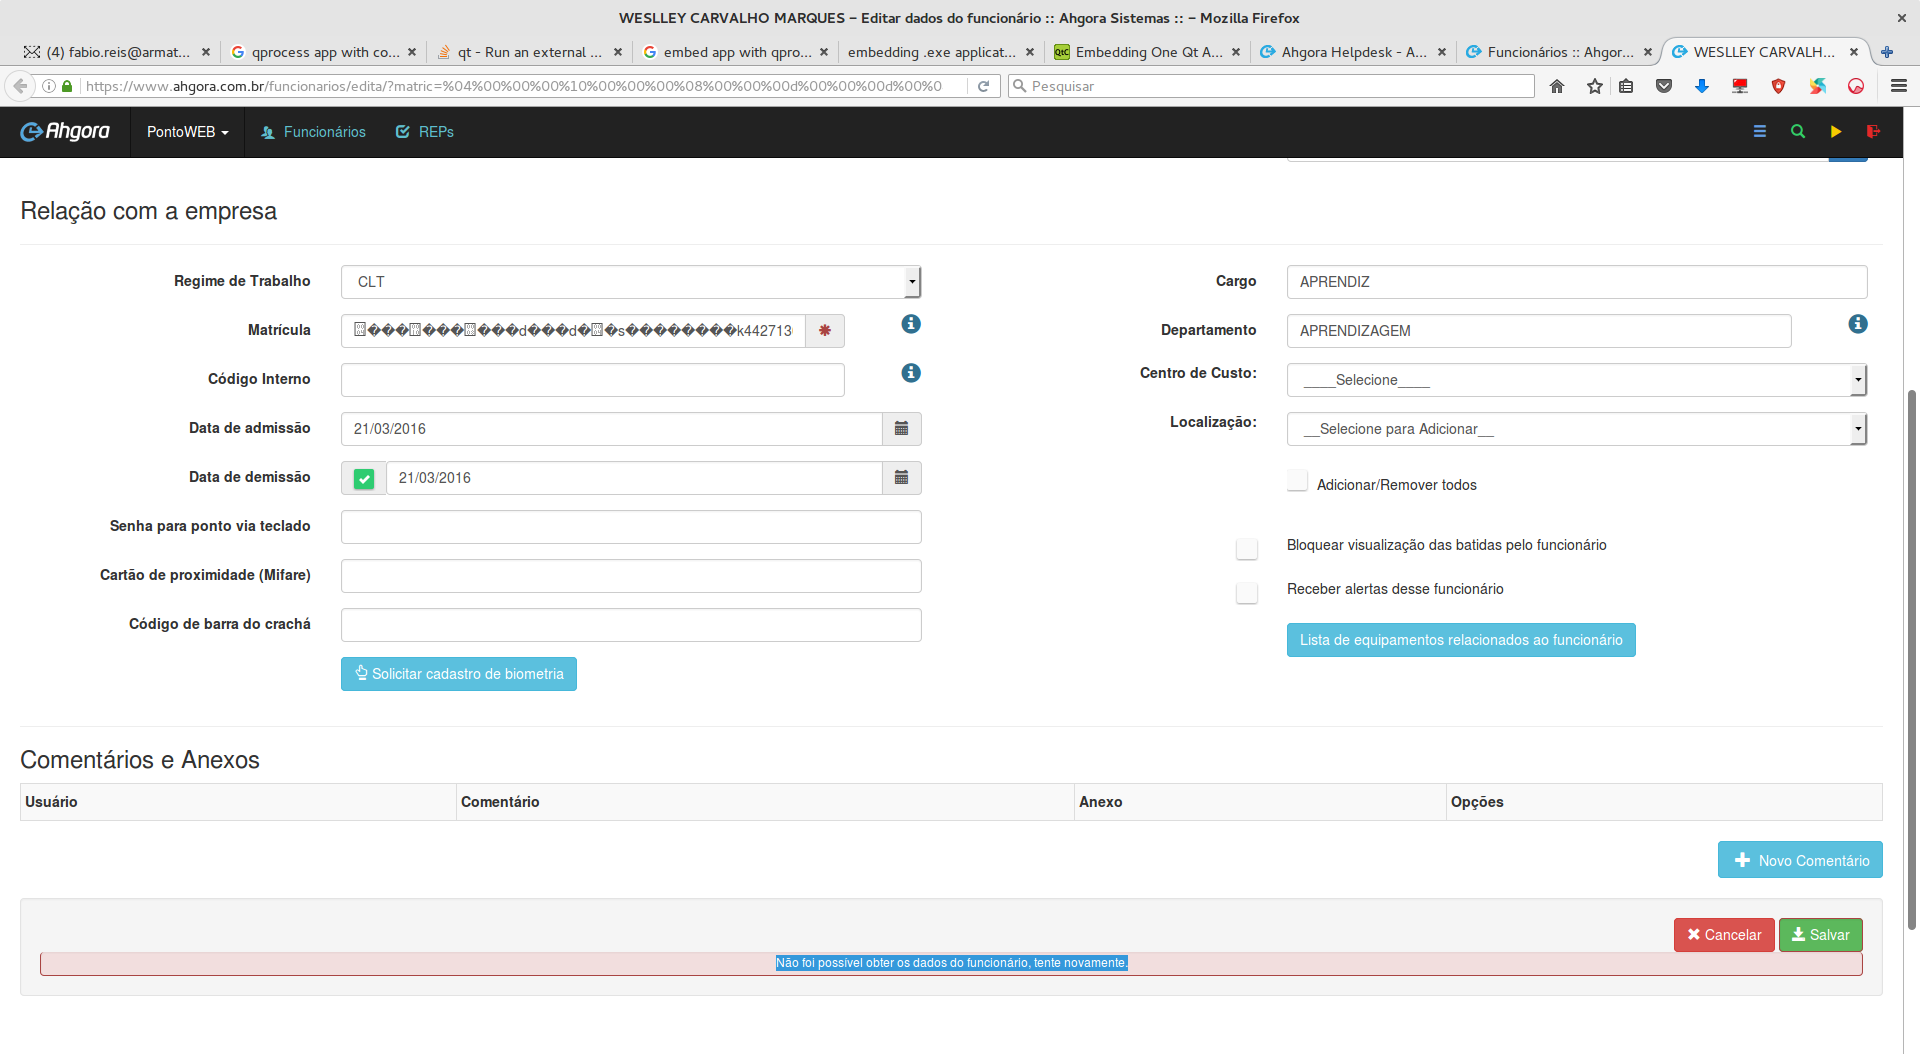 WESLLEY CARVALHO MARQUES – Editar dados do funcionário :: Ahgora Sistemas :: – Mozilla Firefox
(4) fabio.reis@armat...
qprocess app with co...
qt - Run an external ...
embed app with qpro...
embedding .exe applicat...
Embedding One Qt A...
Ahgora Helpdesk - A...
Funcionários :: Ahgor...
WESLLEY CARVALH...
https://www.ahgora.com.br/funcionarios/edita/?matric=%04%00%00%00%10%00%00%00%08%00%00%00d%00%00%00d%00%0
Pesquisar
Ahgora
PontoWEB
Funcionários
REPs
Relação com a empresa
Regime de Trabalho
CLT
Cargo
APRENDIZ
Matrícula
���&#8203;���&#8203;���d���d�&#8203;�s��������k442713
Departamento
APRENDIZAGEM
Código Interno
Centro de Custo:
____Selecione____
Data de admissão
21/03/2016
Localização:
__Selecione para Adicionar__
Data de demissão
21/03/2016
Adicionar/Remover todos
Senha para ponto via teclado
Bloquear visualização das batidas pelo funcionário
Cartão de proximidade (Mifare)
Receber alertas desse funcionário
Código de barra do crachá
Lista de equipamentos relacionados ao funcionário
Solicitar cadastro de biometria
Comentários e Anexos
Usuário
Comentário
Anexo
Opções
Novo Comentário
Cancelar
Salvar
Não foi possível obter os dados do funcionário, tente novamente.